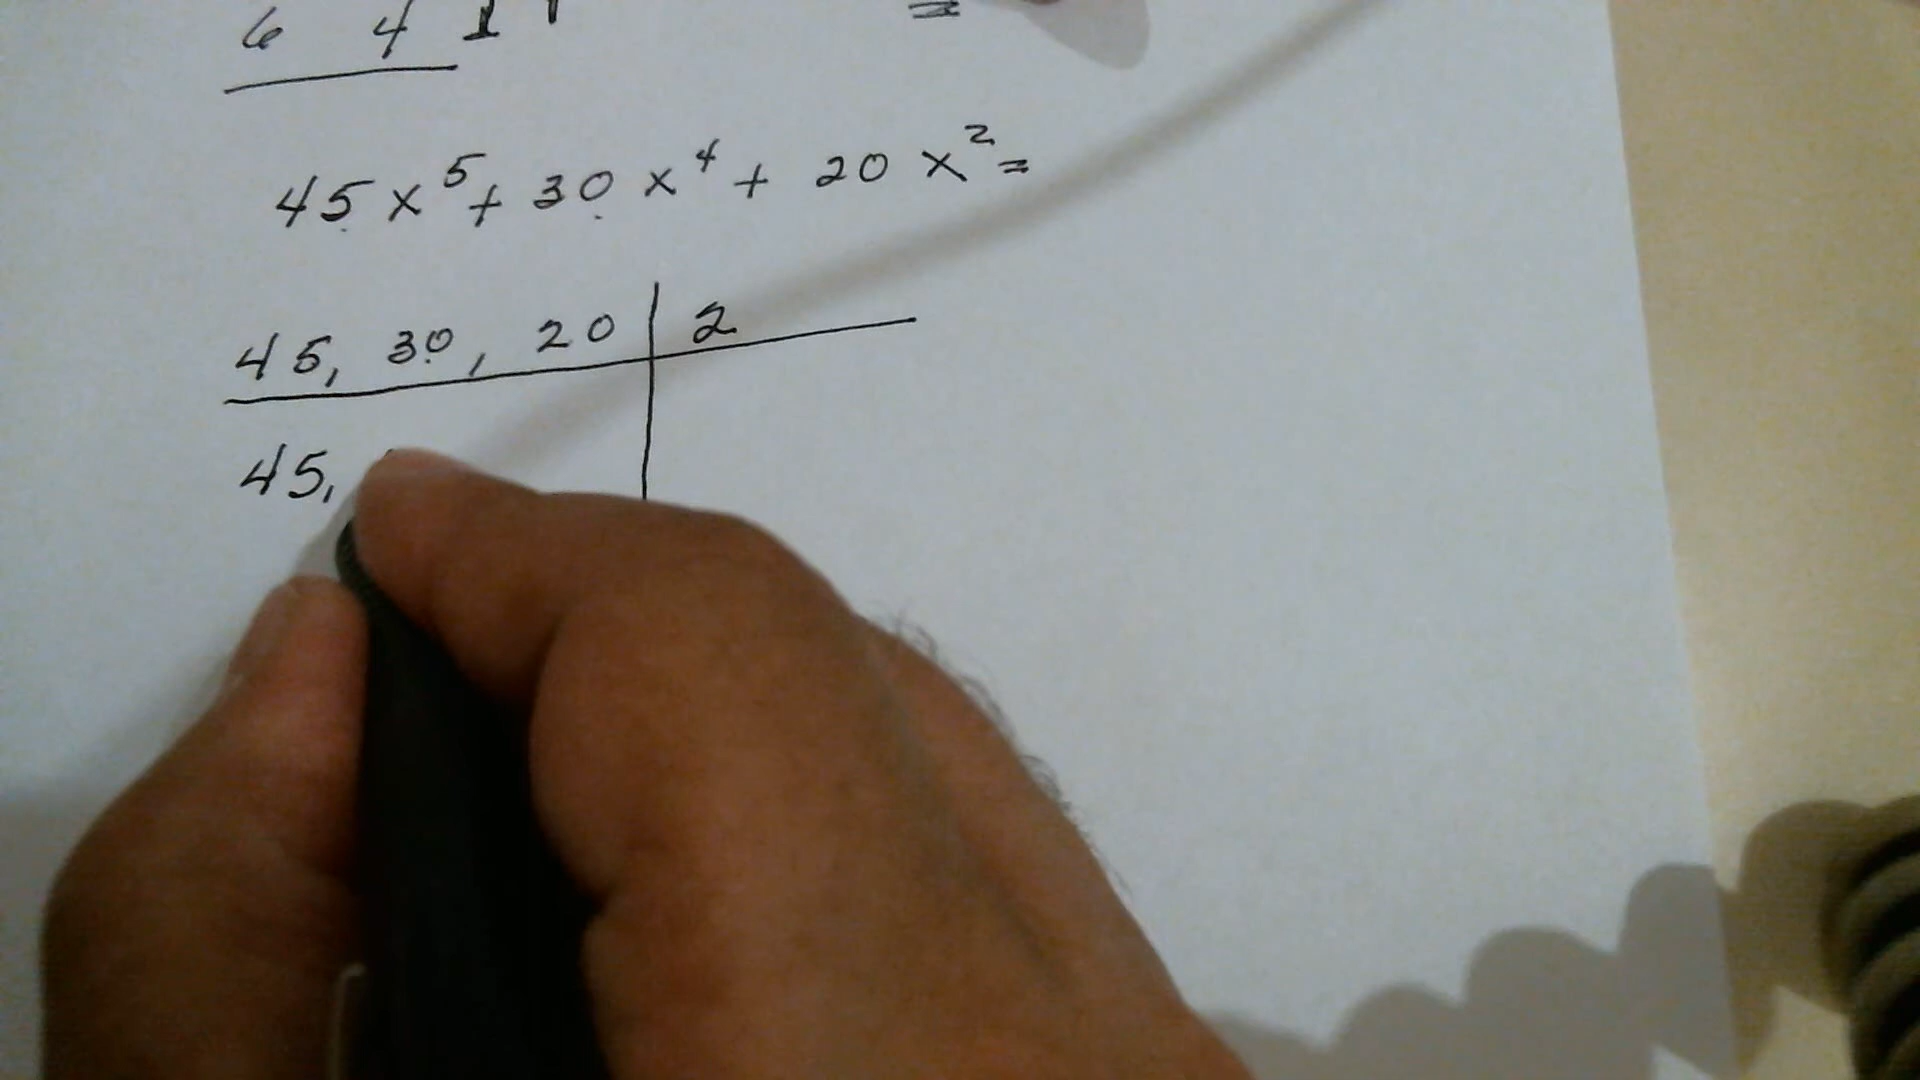 6 4 1
=
45x⁵+ 30x⁴ + 20x²=
45, 30, 20 | 2
45,